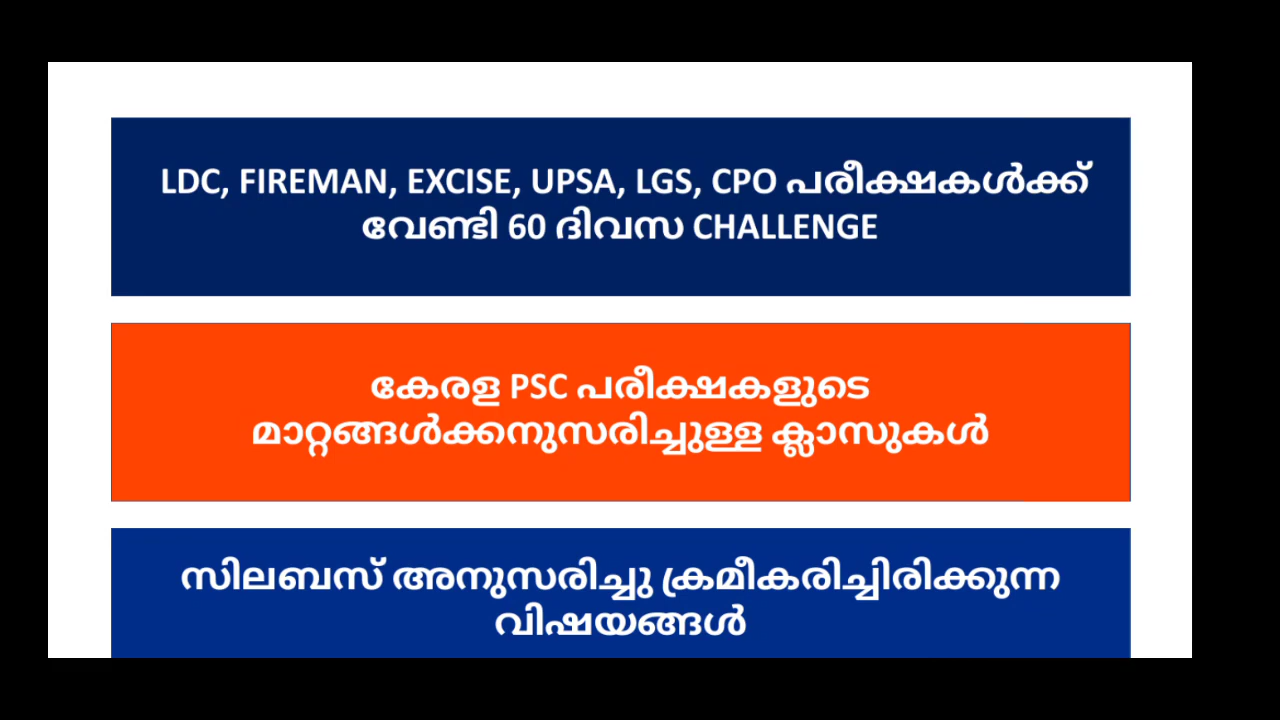 LDC, FIREMAN, EXCISE, UPSA, LGS, CPO പരീക്ഷകൾക്ക്
വേണ്ടി 60 ദിവസ CHALLENGE
കേരള PSC പരീക്ഷകളുടെ
മാറ്റങ്ങൾക്കനുസരിച്ചുള്ള ക്ലാസുകൾ
സിലബസ് അനുസരിച്ചു ക്രമീകരിച്ചിരിക്കുന്ന
വിഷയങ്ങൾ